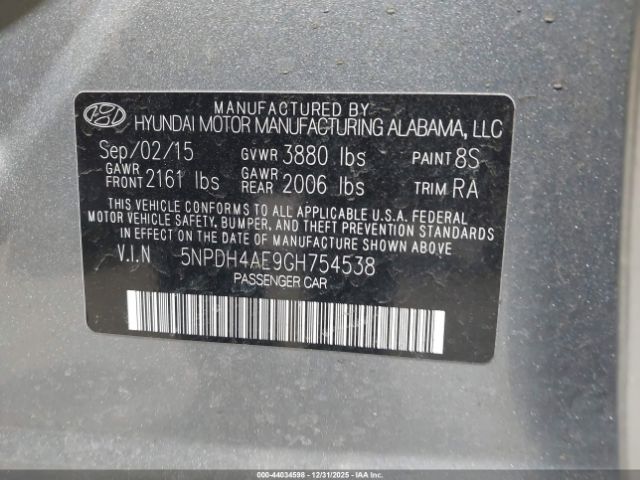 MANUFACTURED BY
HYUNDAI MOTOR MANUFACTURING ALABAMA, LLC
Sep/02/15 GVWR 3880 lbs PAINT 8S
GAWR FRONT 2161 lbs GAWR REAR 2006 lbs TRIM RA
THIS VEHICLE CONFORMS TO ALL APPLICABLE U.S.A. FEDERAL
MOTOR VEHICLE SAFETY, BUMPER, AND THEFT PREVENTION
STANDARDS IN EFFECT ON THE DATE OF MANUFACTURE SHOWN ABOVE.
V.I.N 5NPDH4AE9GH754538
PASSENGER CAR
000-44034598 - 12/31/2025 - IAAI.com